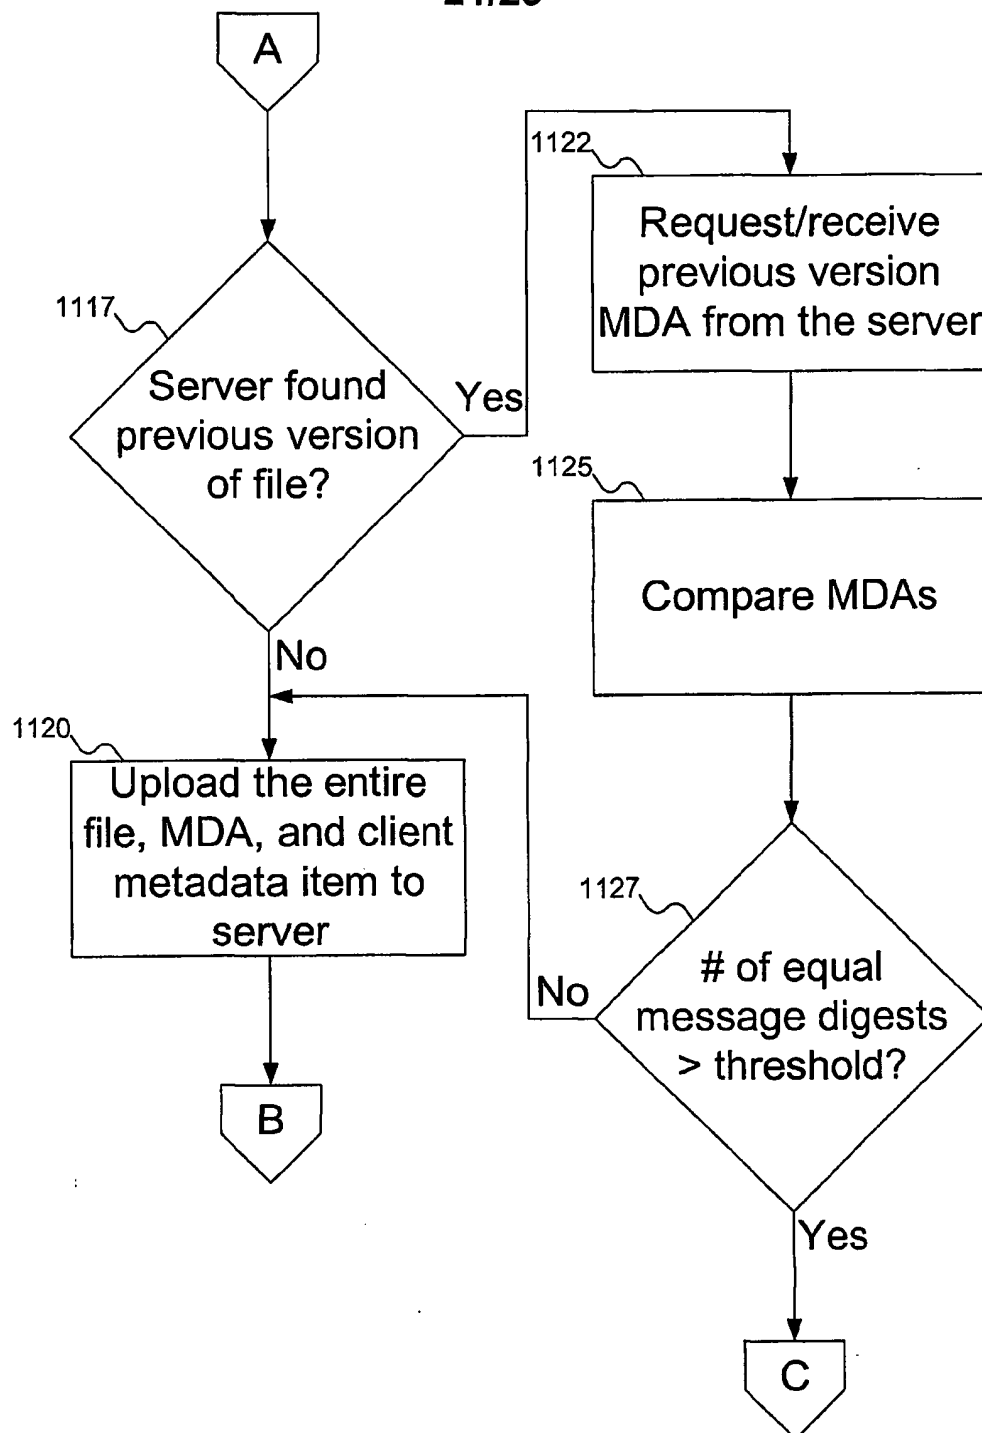 A
1122
Request/receive
previous version
MDA from the server
1117
Server found
previous version
of file?
Yes
1125
Compare MDAs
No
1120
Upload the entire
file, MDA, and client
metadata item to
server
1127
# of equal
message digests
> threshold?
No
B
Yes
C